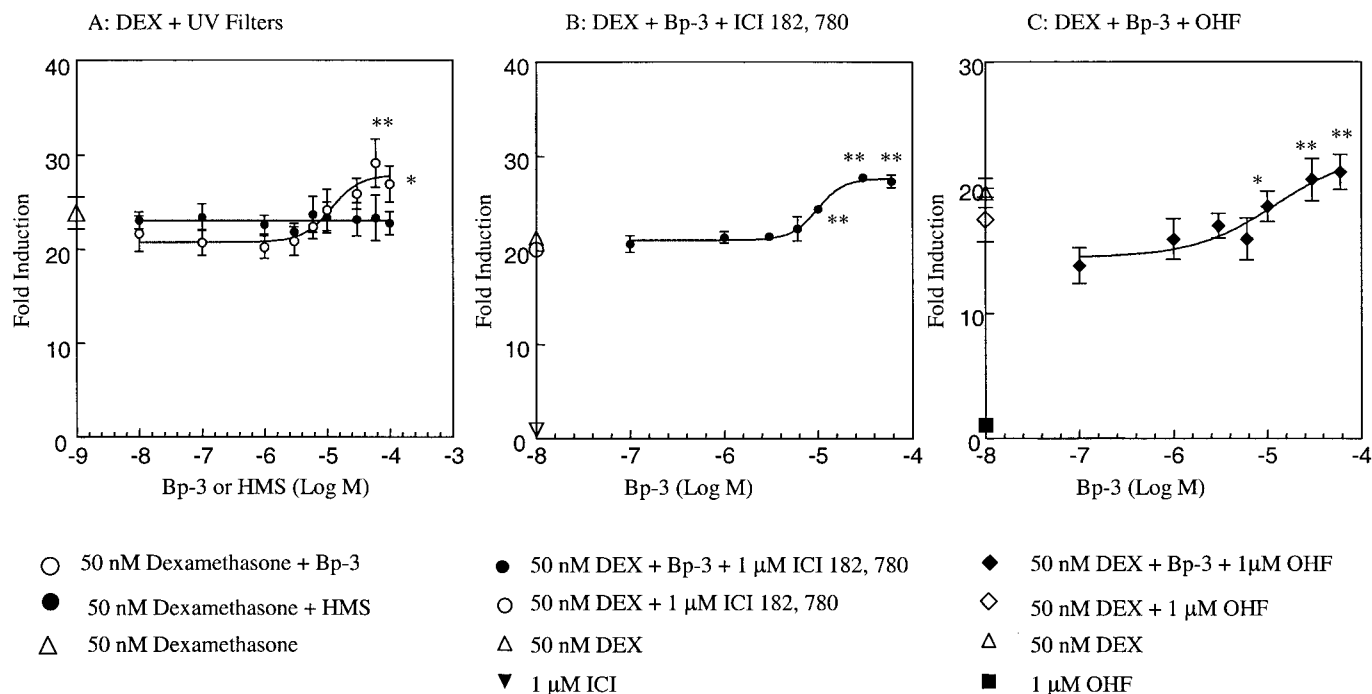 A: DEX + UV Filters
B: DEX + Bp-3 + ICI 182, 780
C: DEX + Bp-3 + OHF
40
30
20
10
0
Fold Induction
**
*
-9 -8 -7 -6 -5 -4 -3
Bp-3 or HMS (Log M)
40
30
20
10
0
Fold Induction
** **
**
-8 -7 -6 -5 -4
Bp-3 (Log M)
30
20
10
0
Fold Induction
*
**
**
-8 -7 -6 -5 -4
Bp-3 (Log M)
50 nM Dexamethasone + Bp-3
50 nM Dexamethasone + HMS
50 nM Dexamethasone
50 nM DEX + Bp-3 + 1 μM ICI 182, 780
50 nM DEX + 1 μM ICI 182, 780
50 nM DEX
1 μM ICI
50 nM DEX + Bp-3 + 1μM OHF
50 nM DEX + 1 μM OHF
50 nM DEX
1 μM OHF